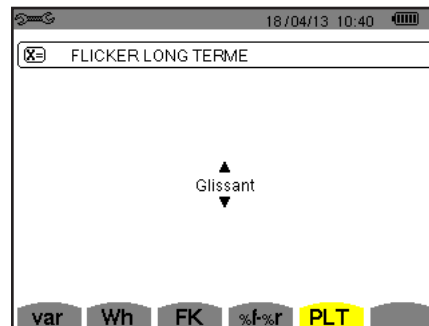 18/04/13 10:40
X= FLICKER LONG TERME
Glissant
var Wh FK %f-%r PLT